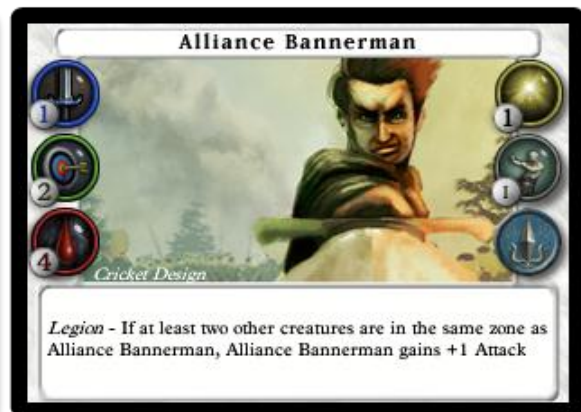 Alliance Bannerman
1
1
2
I
4
Cricket Design
Legion - If at least two other creatures are in the same zone as
Alliance Bannerman, Alliance Bannerman gains +1 Attack